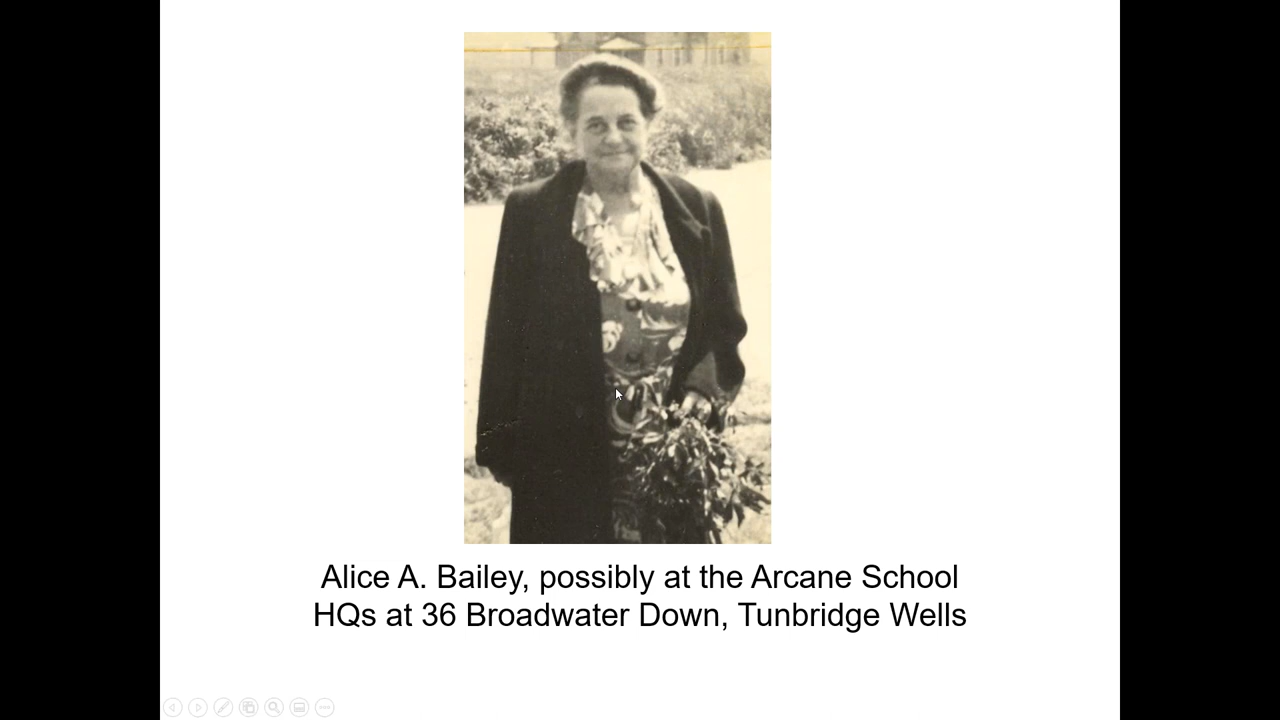 Alice A. Bailey, possibly at the Arcane School
HQs at 36 Broadwater Down, Tunbridge Wells